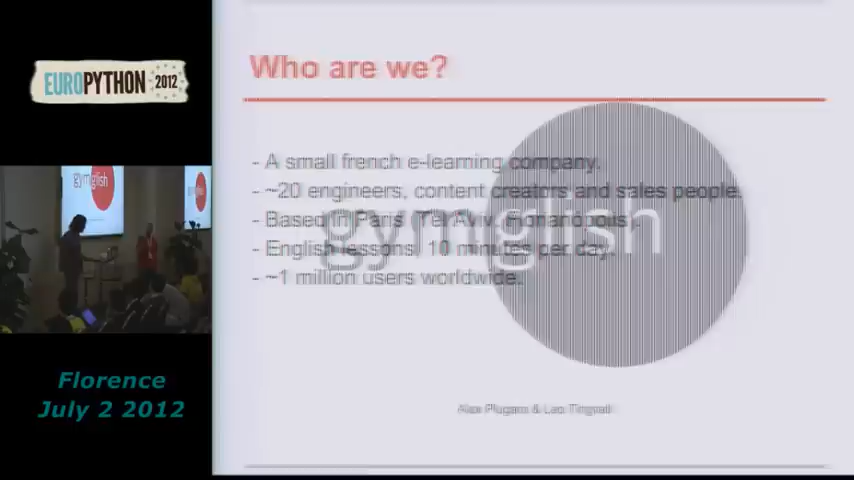 EUROPYTHON 2012
Who are we?
- A small french e-learning company.
- ~20 engineers, content creators and sales people.
- Based in Paris
- English lessons, 10 minutes per day.
- ~1 million users worldwide.
gymglish
gymglish
Florence
July 2 2012